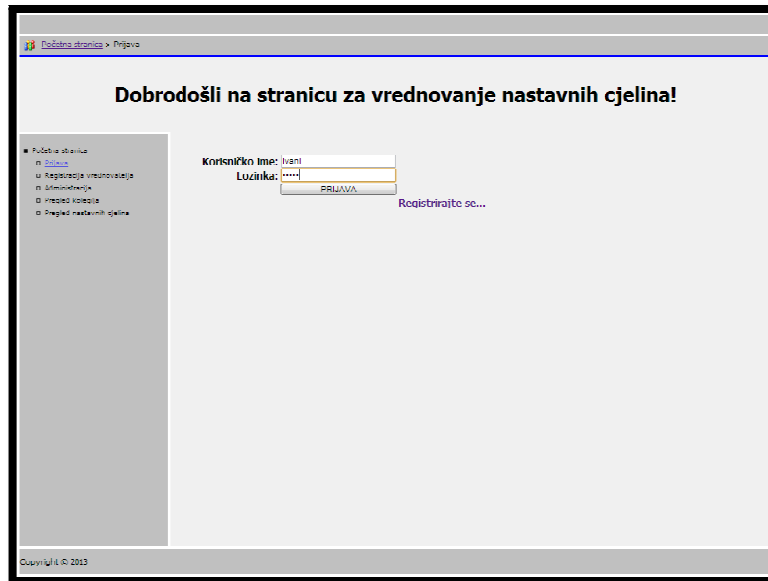 Početna stranica > Prijava
Dobrodošli na stranicu za vrednovanje nastavnih cjelina!
Početna stranica
Prijava
Registracija vrednovatelja
Administracija
Pregled kolegija
Pregled nastavnih cjelina
Korisničko ime: ivani
Lozinka: •••••
PRIJAVA
Registrirajte se...
Copyright © 2013